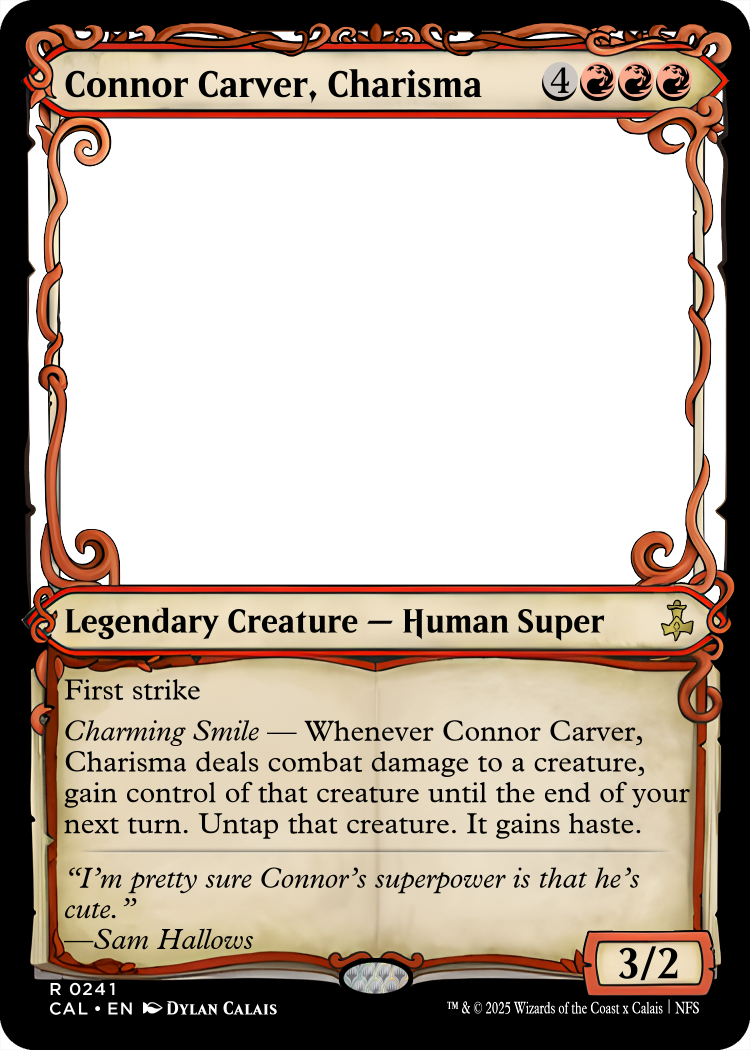 Connor Carver, Charisma 4
Legendary Creature — Human Super
First strike
Charming Smile — Whenever Connor Carver,
Charisma deals combat damage to a creature,
gain control of that creature until the end of your
next turn. Untap that creature. It gains haste.
“I’m pretty sure Connor’s superpower is that he’s
cute.”
—Sam Hallows
3/2
R 0241
CAL • EN Dylan Calais
™ & © 2025 Wizards of the Coast x Calais | NFS